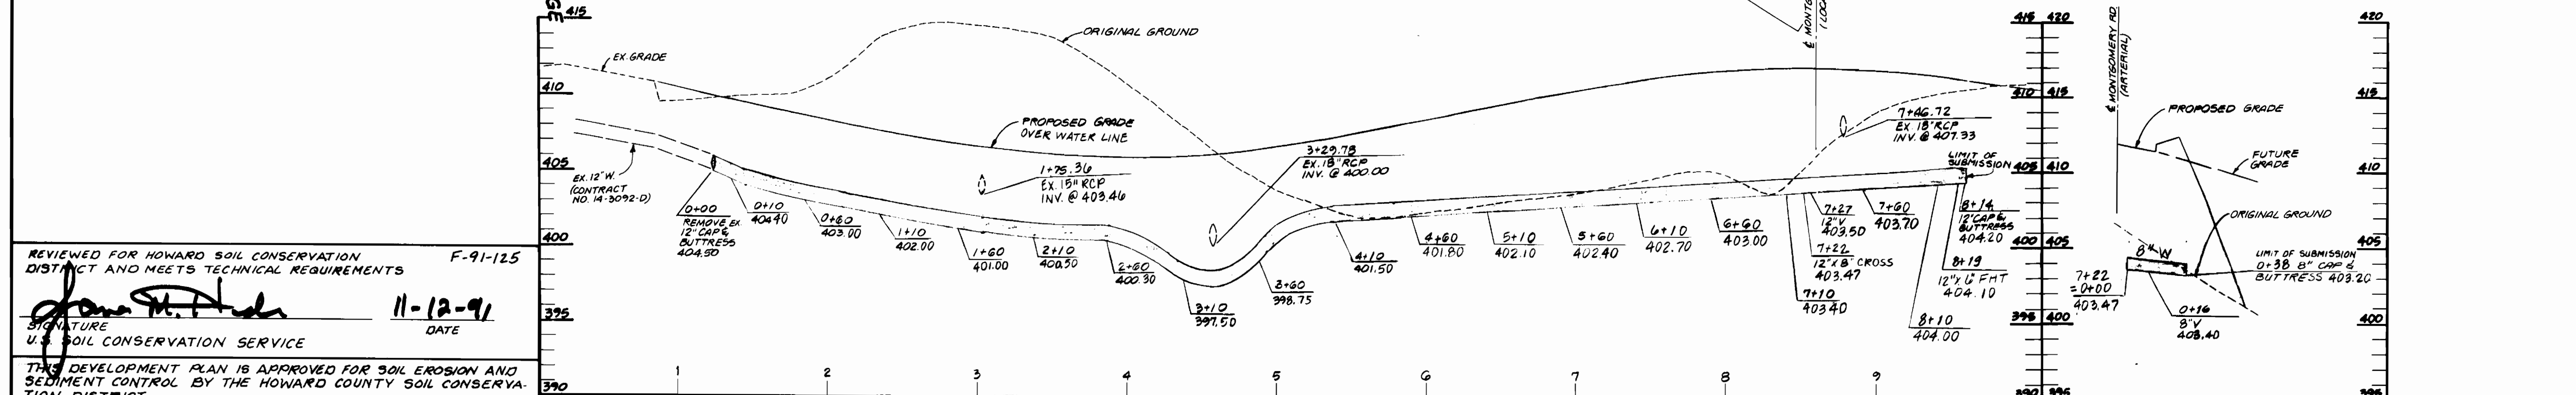 415
410
405
400
395
390
EX. GRADE
ORIGINAL GROUND
PROPOSED GRADE
OVER WATER LINE
EX. 12" W.
(CONTRACT
NO. 14-3092-D)
0+00
REMOVE EX.
12" CAP &
BUTTRESS
404.50
0+10
404.40
0+60
403.00
1+10
402.00
1+60
401.00
1+75.36
EX. 15" RCP
INV. @ 403.46
2+10
400.50
2+60
400.30
3+10
397.50
3+29.78
EX. 18" RCP
INV. @ 400.00
3+60
398.75
4+10
401.50
4+60
401.80
5+10
402.10
5+60
402.40
6+10
402.70
6+60
403.00
7+10
403.40
7+22
12"x8" CROSS
403.47
7+27
12" V
403.50
7+46.72
EX. 18" RCP
INV. @ 407.33
7+60
403.70
8+10
404.00
8+19
12"x6" FHT
404.10
8+14
12" CAP &
BUTTRESS
404.20
LIMIT OF
SUBMISSION
1
2
3
4
5
6
7
8
9
415 420
410 415
405 410
400 405
395 400
390 395
℄ MONTGOMERY RD
(ARTERIAL)
PROPOSED GRADE
FUTURE
GRADE
ORIGINAL GROUND
8" W
LIMIT OF SUBMISSION
0+38 8" CAP &
BUTTRESS 403.20
7+22
= 0+00
403.47
0+16
8" V
403.40
420
415
410
405
400
395
REVIEWED FOR HOWARD SOIL CONSERVATION F-91-125
DISTRICT AND MEETS TECHNICAL REQUIREMENTS
11-12-91
SIGNATURE DATE
U.S. SOIL CONSERVATION SERVICE
THIS DEVELOPMENT PLAN IS APPROVED FOR SOIL EROSION AND
SEDIMENT CONTROL BY THE HOWARD COUNTY SOIL CONSERVA-
TION DISTRICT